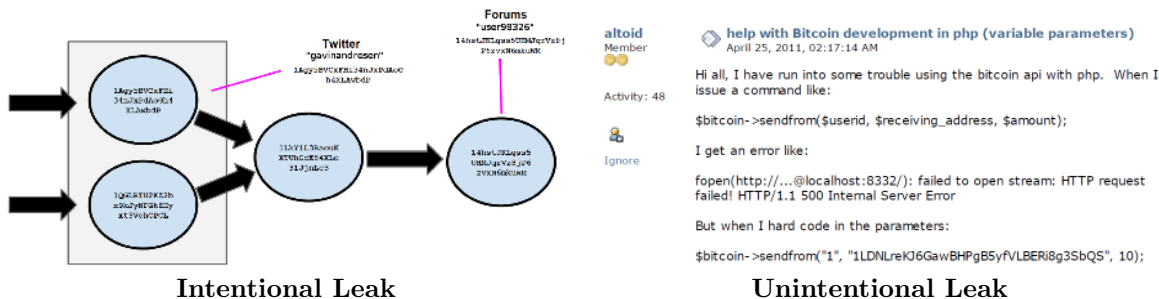 Forums
"user98326"
Twitter
"gavinandresen"
altoid
Member
Activity: 48
Ignore
help with Bitcoin development in php (variable parameters)
April 25, 2011, 02:17:14 AM
Hi all, I have run into some trouble using the bitcoin api with php. When I
issue a command like:
$bitcoin->sendfrom($userid, $receiving_address, $amount);
I get an error like:
fopen(http://...@localhost:8332/): failed to open stream: HTTP request
failed! HTTP/1.1 500 Internal Server Error
But when I hard code in the parameters:
$bitcoin->sendfrom("1", "1LDNLreKJ6GawBHPgB5yfVLBERi8g3SbQS", 10);
Intentional Leak
Unintentional Leak